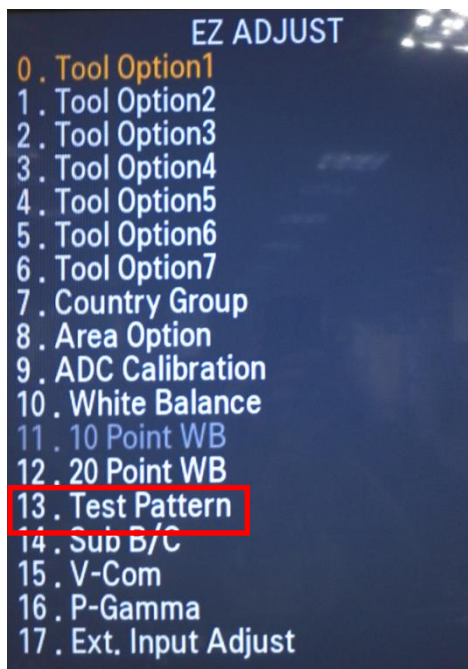 EZ ADJUST
0 . Tool Option1
1 . Tool Option2
2 . Tool Option3
3 . Tool Option4
4 . Tool Option5
5 . Tool Option6
6 . Tool Option7
7 . Country Group
8 . Area Option
9 . ADC Calibration
10 . White Balance
11 . 10 Point WB
12 . 20 Point WB
13 . Test Pattern
14 . Sub B/C
15 . V-Com
16 . P-Gamma
17 . Ext. Input Adjust